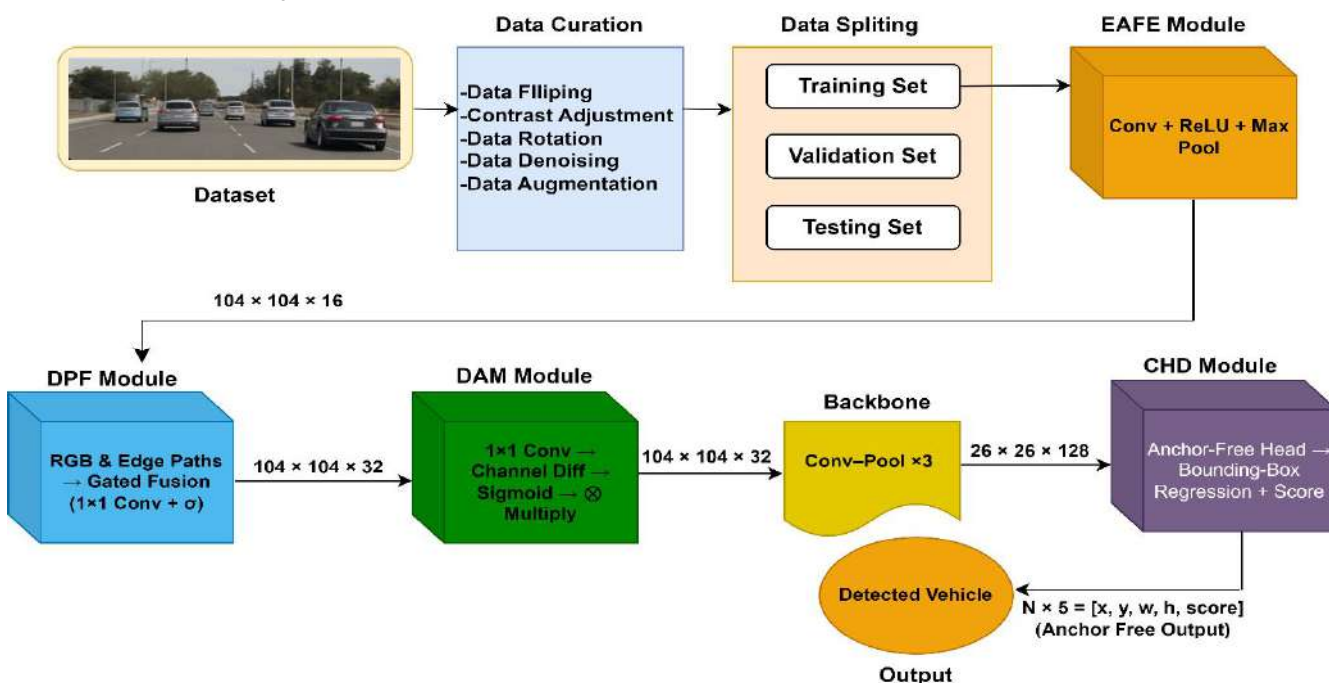 Dataset
Data Curation
-Data Flliping
-Contrast Adjustment
-Data Rotation
-Data Denoising
-Data Augmentation
Data Spliting
Training Set
Validation Set
Testing Set
EAFE Module
Conv + ReLU + Max
Pool
104 × 104 × 16
DPF Module
RGB & Edge Paths
→ Gated Fusion
(1×1 Conv + σ)
104 × 104 × 32
DAM Module
1×1 Conv →
Channel Diff →
Sigmoid → ⊗
Multiply
104 × 104 × 32
Backbone
Conv–Pool ×3
26 × 26 × 128
CHD Module
Anchor-Free Head →
Bounding-Box
Regression + Score
N × 5 = [x, y, w, h, score]
(Anchor Free Output)
Detected Vehicle
Output